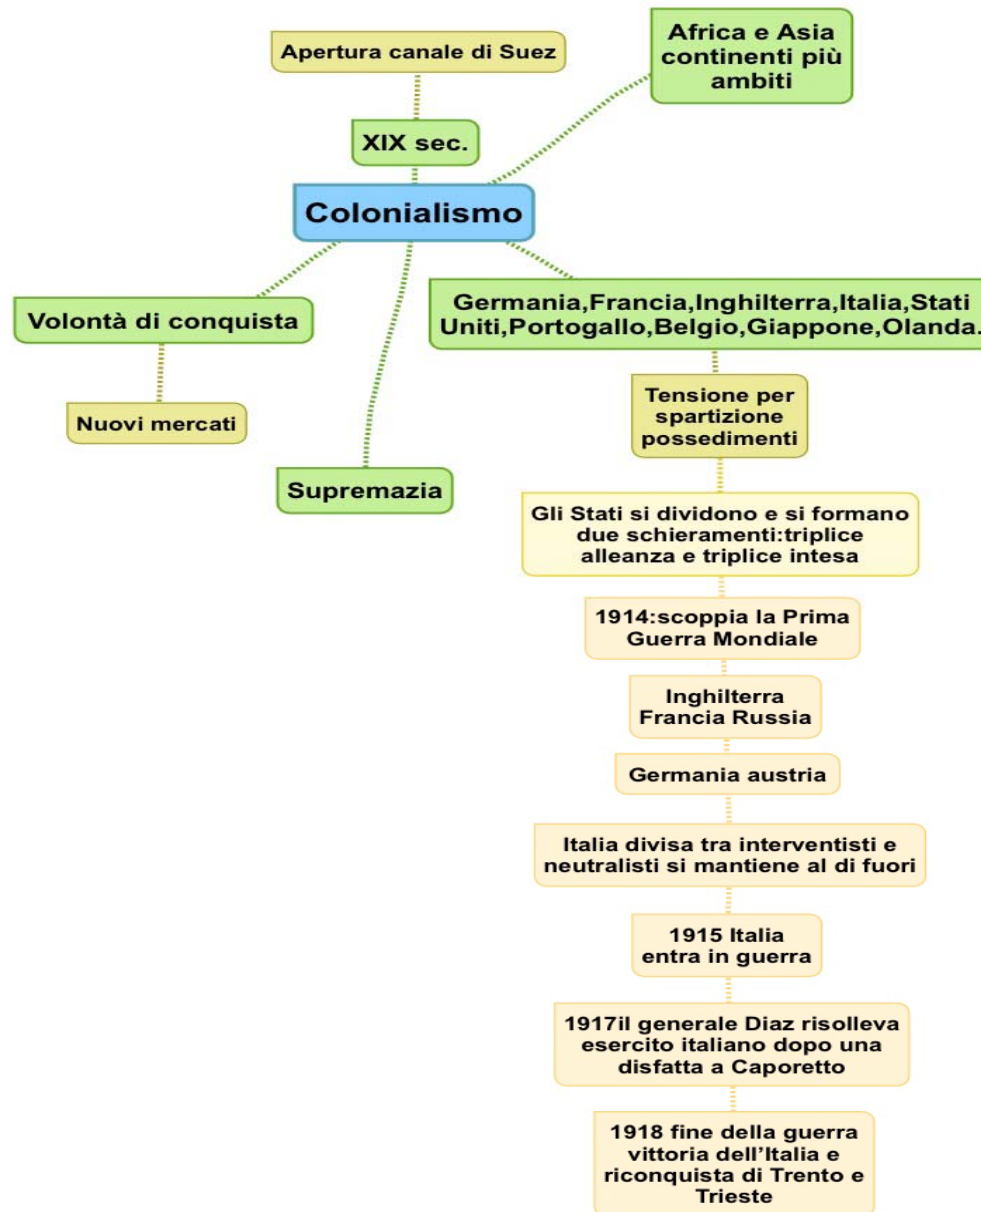 Apertura canale di Suez
Africa e Asia
continenti più
ambiti
XIX sec.
Colonialismo
Volontà di conquista
Germania,Francia,Inghilterra,Italia,Stati
Uniti,Portogallo,Belgio,Giappone,Olanda.
Nuovi mercati
Tensione per
spartizione
possedimenti
Supremazia
Gli Stati si dividono e si formano
due schieramenti:triplice
alleanza e triplice intesa
1914:scoppia la Prima
Guerra Mondiale
Inghilterra
Francia Russia
Germania austria
Italia divisa tra interventisti e
neutralisti si mantiene al di fuori
1915 Italia
entra in guerra
1917il generale Diaz risolleva
esercito italiano dopo una
disfatta a Caporetto
1918 fine della guerra
vittoria dell'Italia e
riconquista di Trento e
Trieste